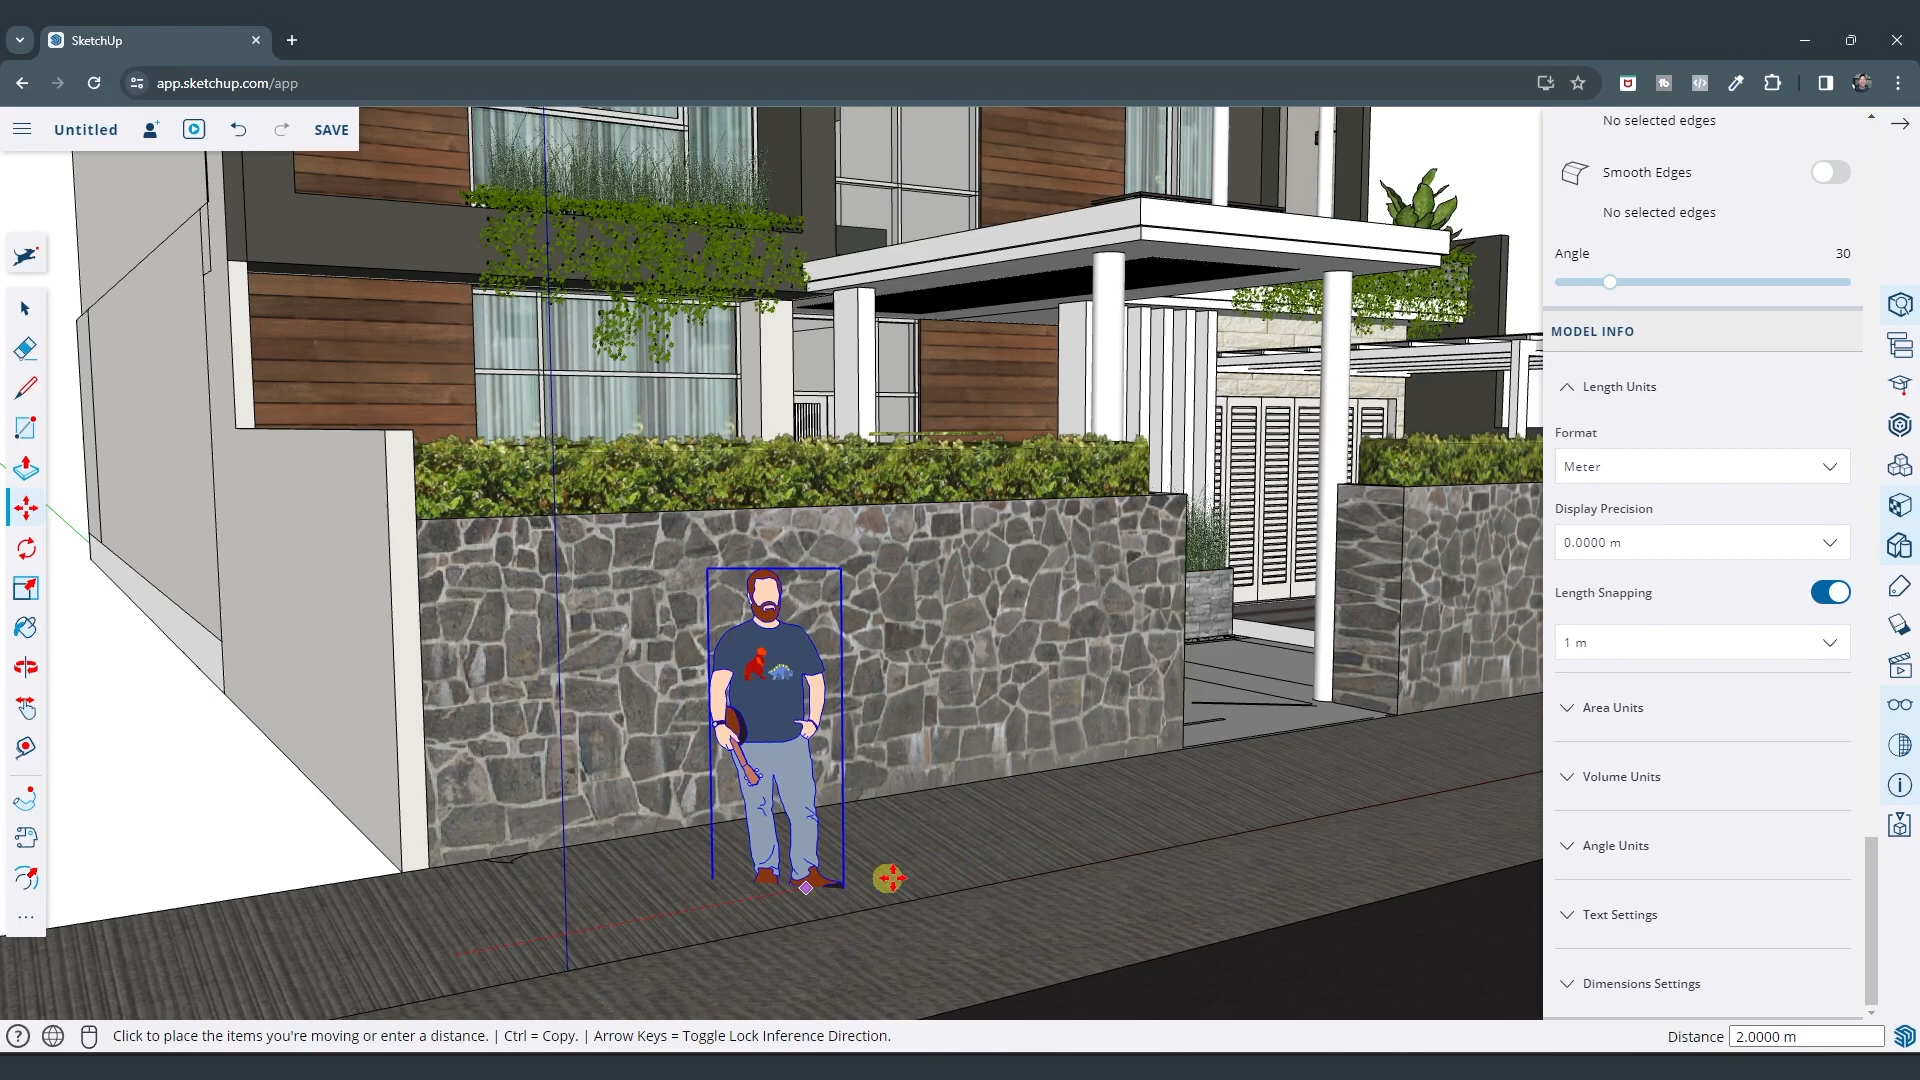 SketchUp
app.sketchup.com/app
Untitled
SAVE
No selected edges
Smooth Edges
No selected edges
Angle
30
MODEL INFO
Length Units
Format
Meter
Display Precision
0.0000 m
Length Snapping
1 m
Area Units
Volume Units
Angle Units
Text Settings
Dimensions Settings
Click to place the items you're moving or enter a distance. | Ctrl = Copy. | Arrow Keys = Toggle Lock Inference Direction.
Distance
2.0000 m